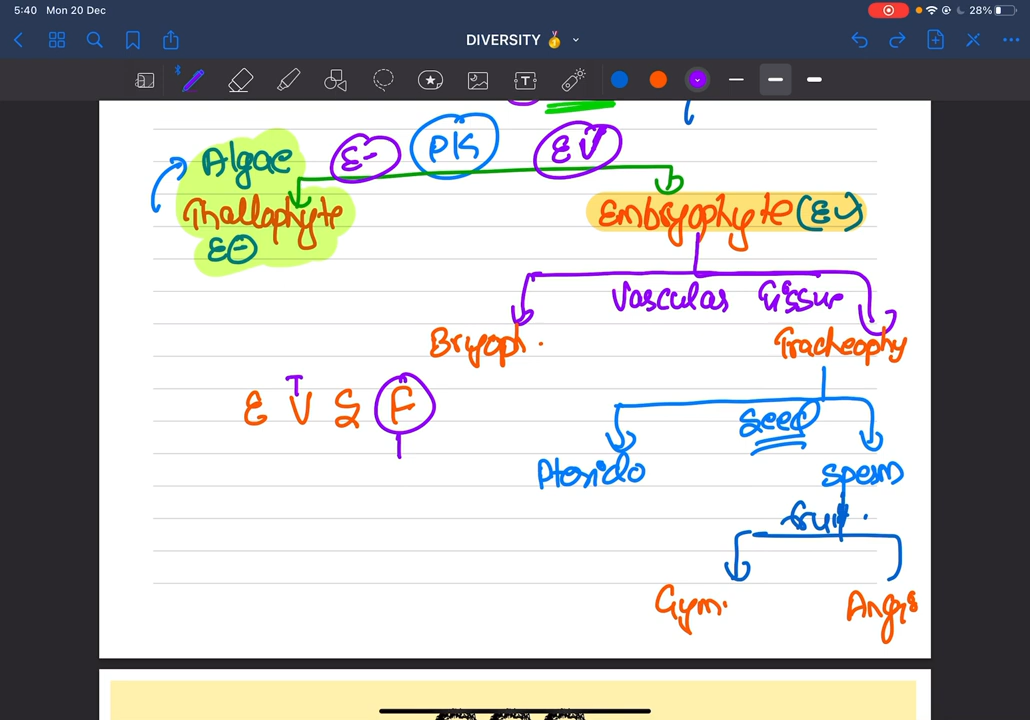 5:40 Mon 20 Dec
28%
DIVERSITY 🏅
T
Algae
E-
PK
EV
Thallophyte
E-
Embryophyte (EV)
Vascular tissue
Bryoph.
Tracheophy
T
E V S F
Seed
Pterido
Sperm
fruit.
Gym.
Angios